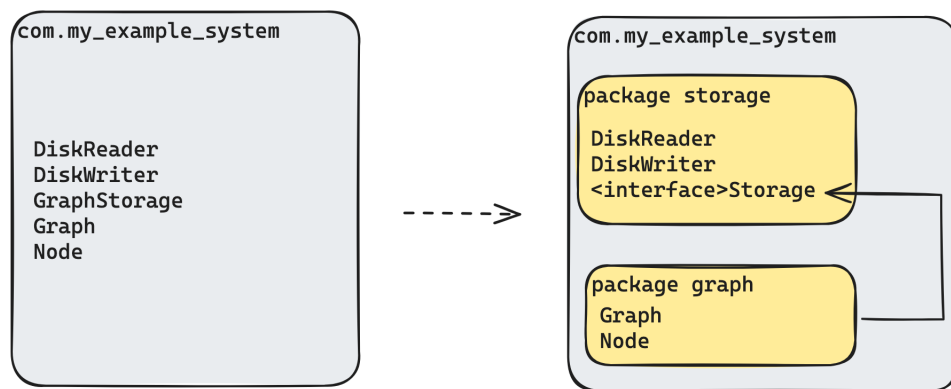 com.my_example_system
DiskReader
DiskWriter
GraphStorage
Graph
Node
com.my_example_system
package storage
DiskReader
DiskWriter
<interface>Storage
package graph
Graph
Node